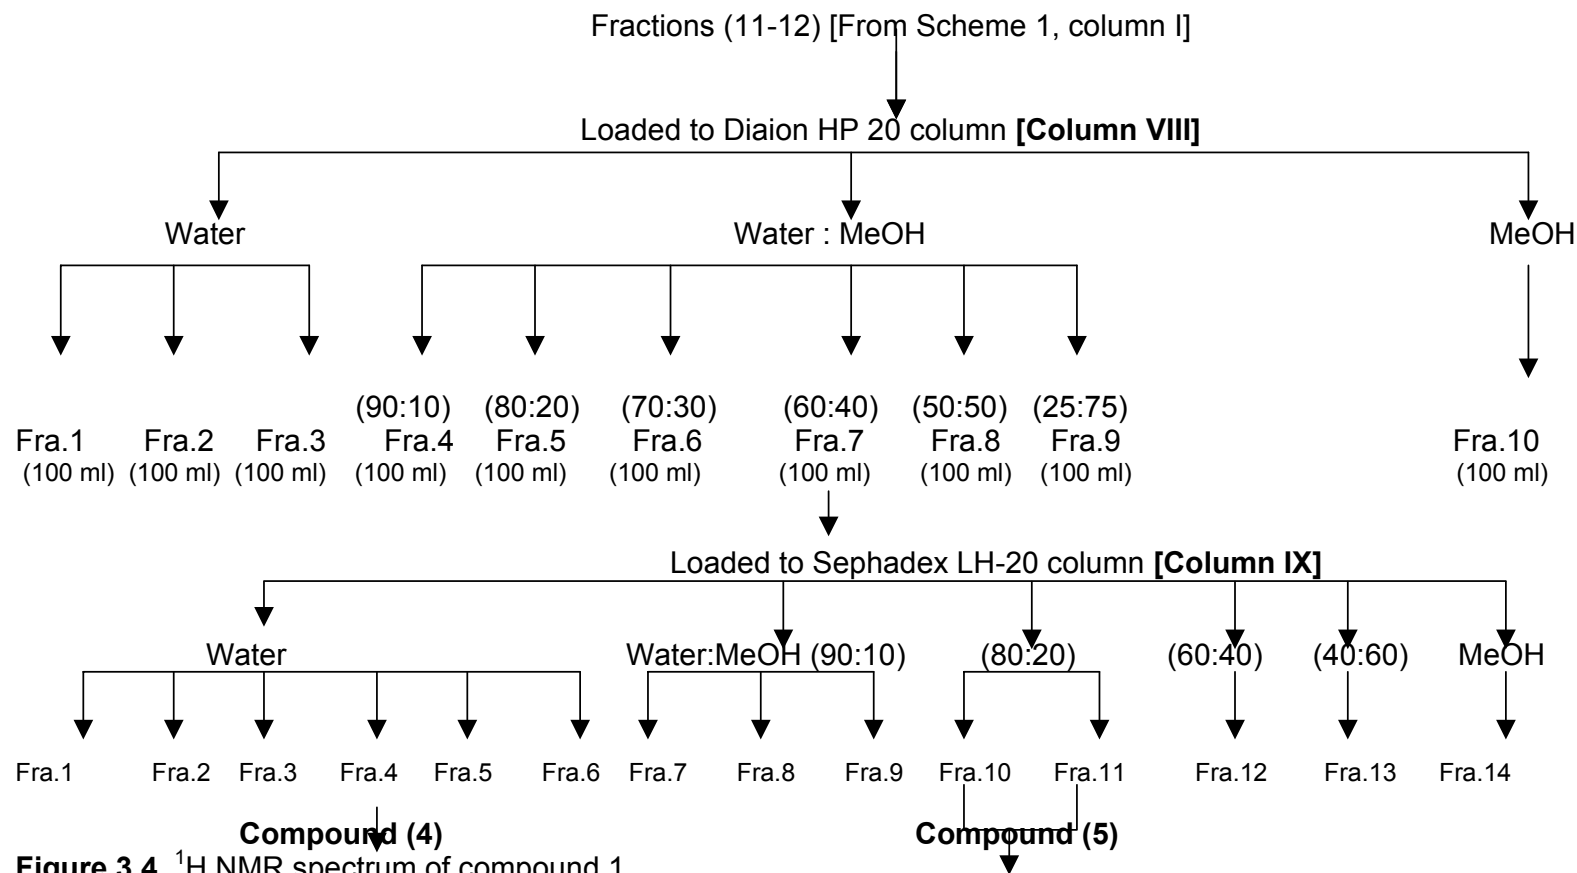 Fractions (11-12) [From Scheme 1, column I]
Loaded to Diaion HP 20 column [Column VIII]
Water Water : MeOH MeOH
(90:10) (80:20) (70:30) (60:40) (50:50) (25:75)
Fra.1 Fra.2 Fra.3 Fra.4 Fra.5 Fra.6 Fra.7 Fra.8 Fra.9 Fra.10
(100 ml) (100 ml) (100 ml) (100 ml) (100 ml) (100 ml) (100 ml) (100 ml) (100 ml) (100 ml)
Loaded to Sephadex LH-20 column [Column IX]
Water Water:MeOH (90:10) (80:20) (60:40) (40:60) MeOH
Fra.1 Fra.2 Fra.3 Fra.4 Fra.5 Fra.6 Fra.7 Fra.8 Fra.9 Fra.10 Fra.11 Fra.12 Fra.13 Fra.14
Compound (4) Compound (5)
Figure 3.4 ¹H NMR spectrum of compound 1